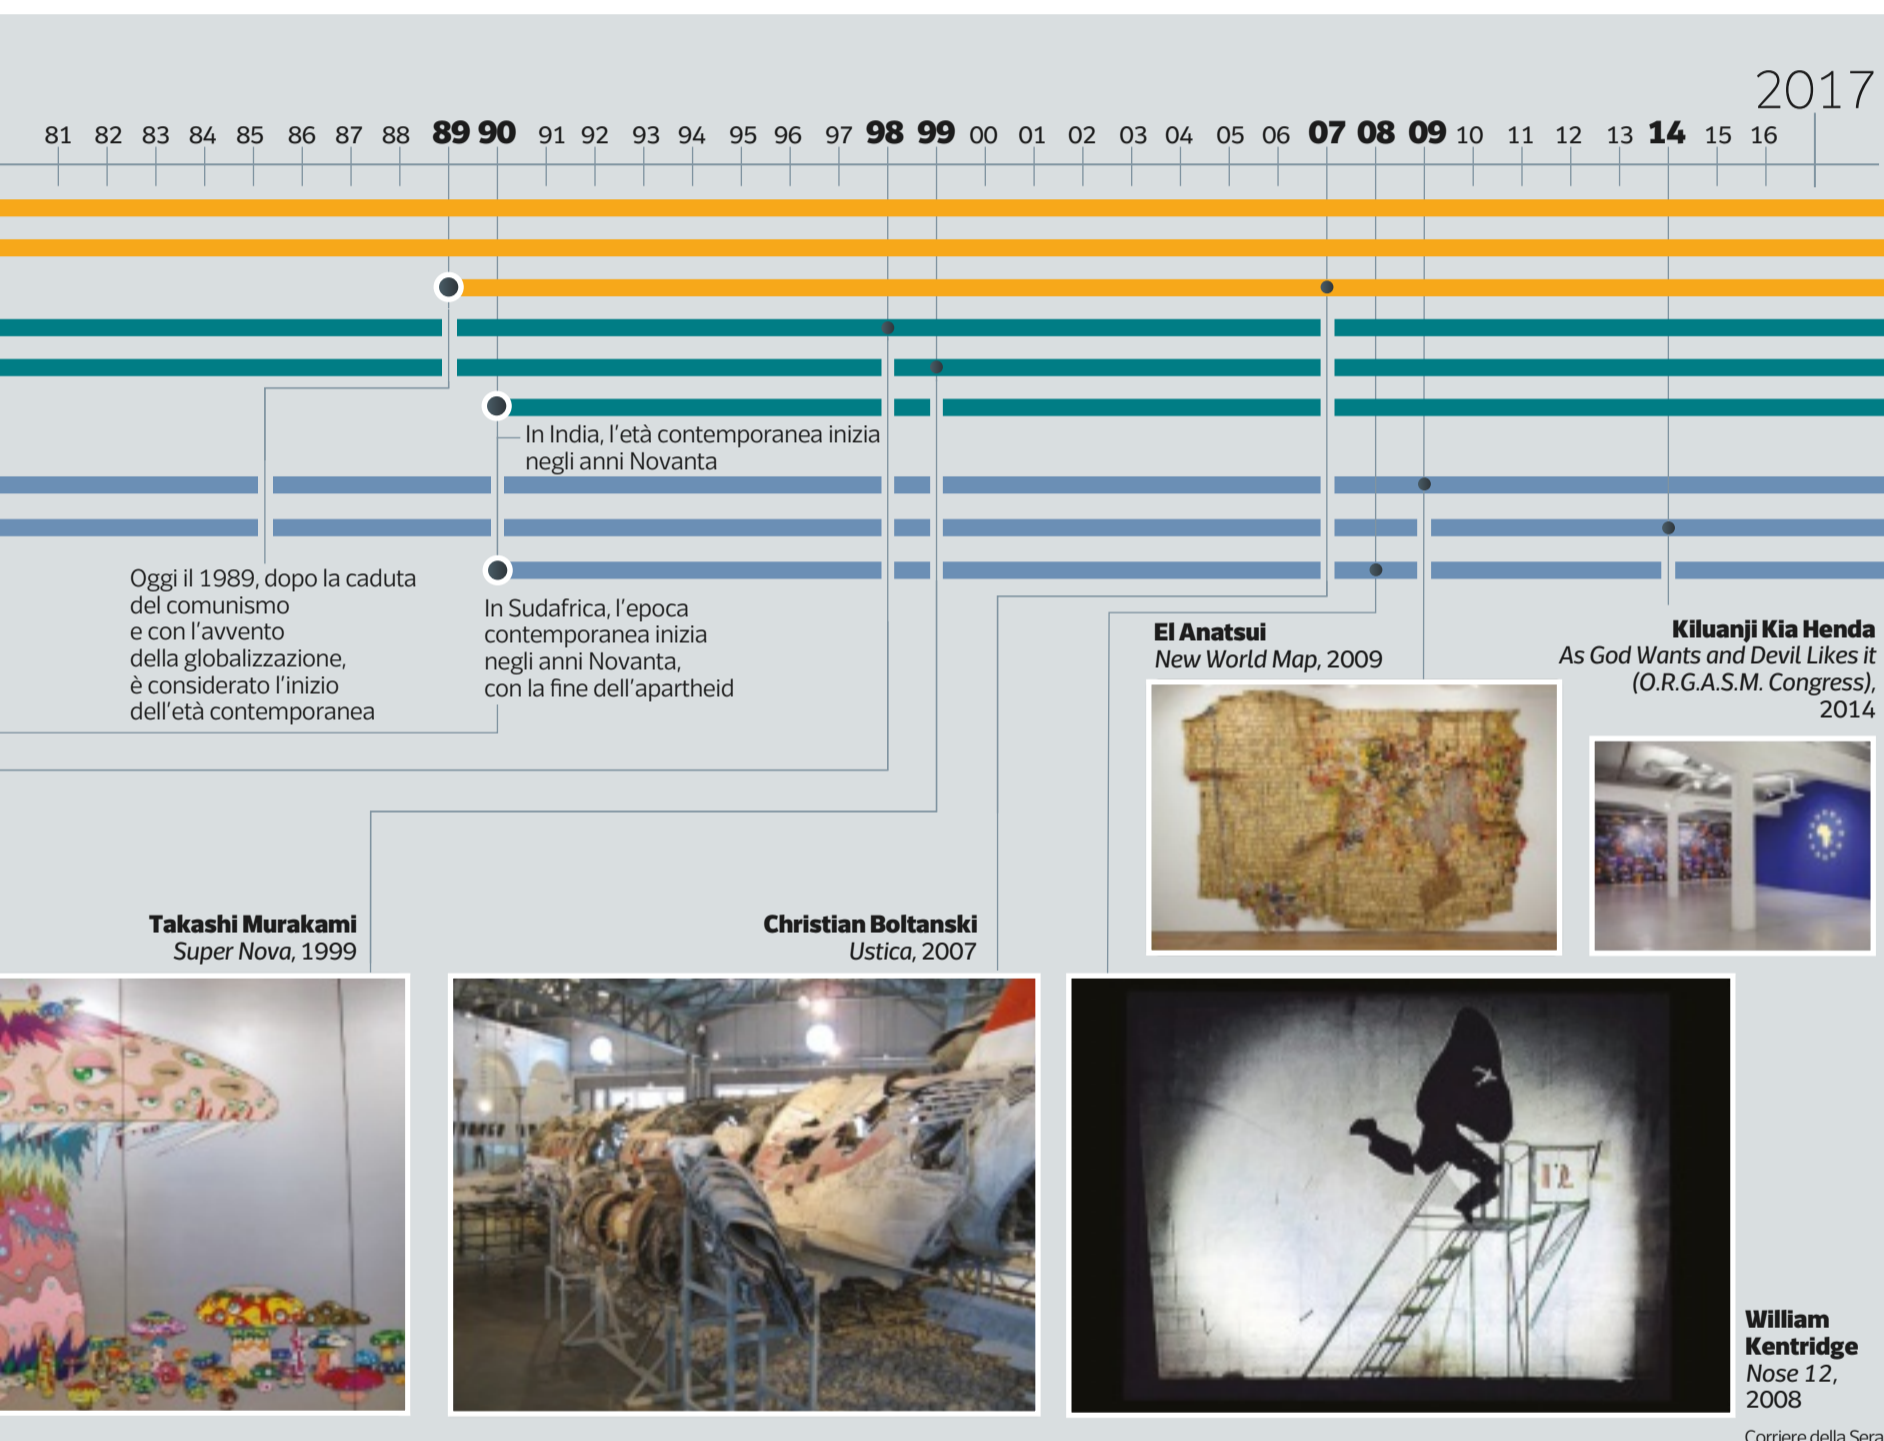 2017
81 82 83 84 85 86 87 88 89 90 91 92 93 94 95 96 97 98 99 00 01 02 03 04 05 06 07 08 09 10 11 12 13 14 15 16
In India, l'età contemporanea inizia
negli anni Novanta
Oggi il 1989, dopo la caduta
del comunismo
e con l'avvento
della globalizzazione,
è considerato l'inizio
dell'età contemporanea
In Sudafrica, l'epoca
contemporanea inizia
negli anni Novanta,
con la fine dell'apartheid
El Anatsui
New World Map, 2009
Kiluanji Kia Henda
As God Wants and Devil Likes it
(O.R.G.A.S.M. Congress),
2014
Takashi Murakami
Super Nova, 1999
Christian Boltanski
Ustica, 2007
12
William
Kentridge
Nose 12,
2008
Corriere della Sera